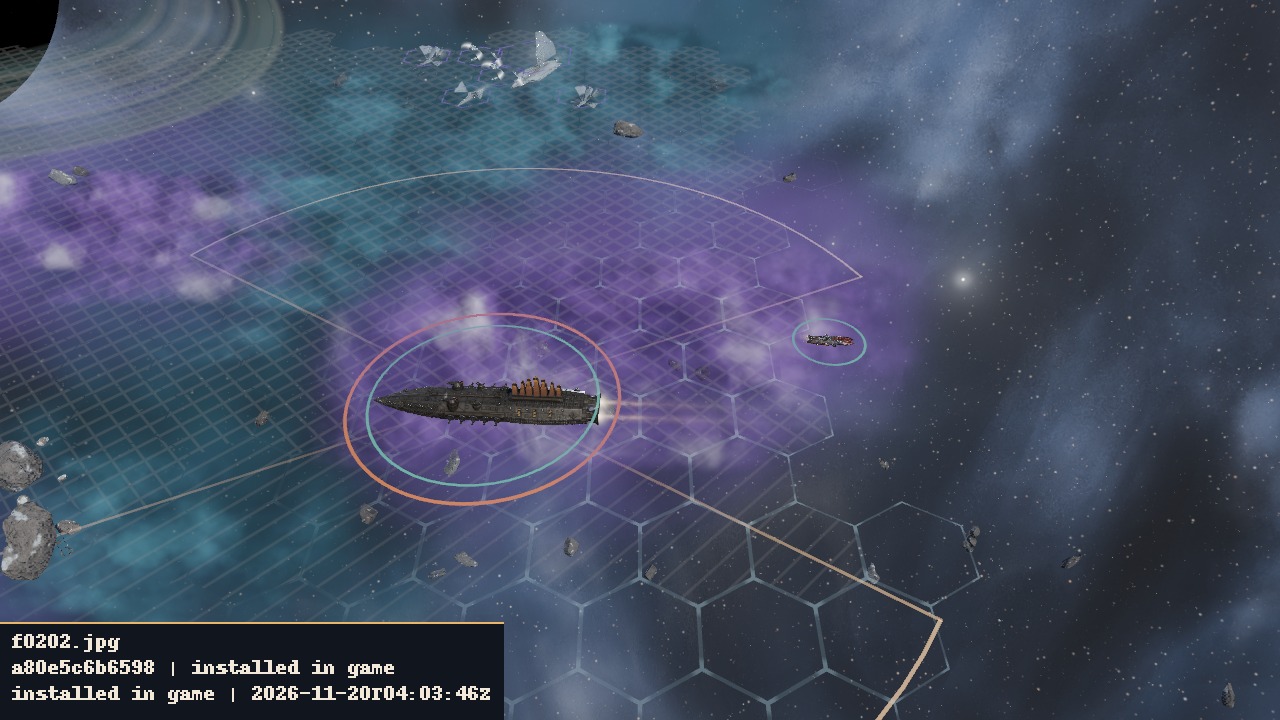 f0202.jpg
a80e5c6b6598 | installed in game
installed in game | 2026-11-20T04:03:46Z